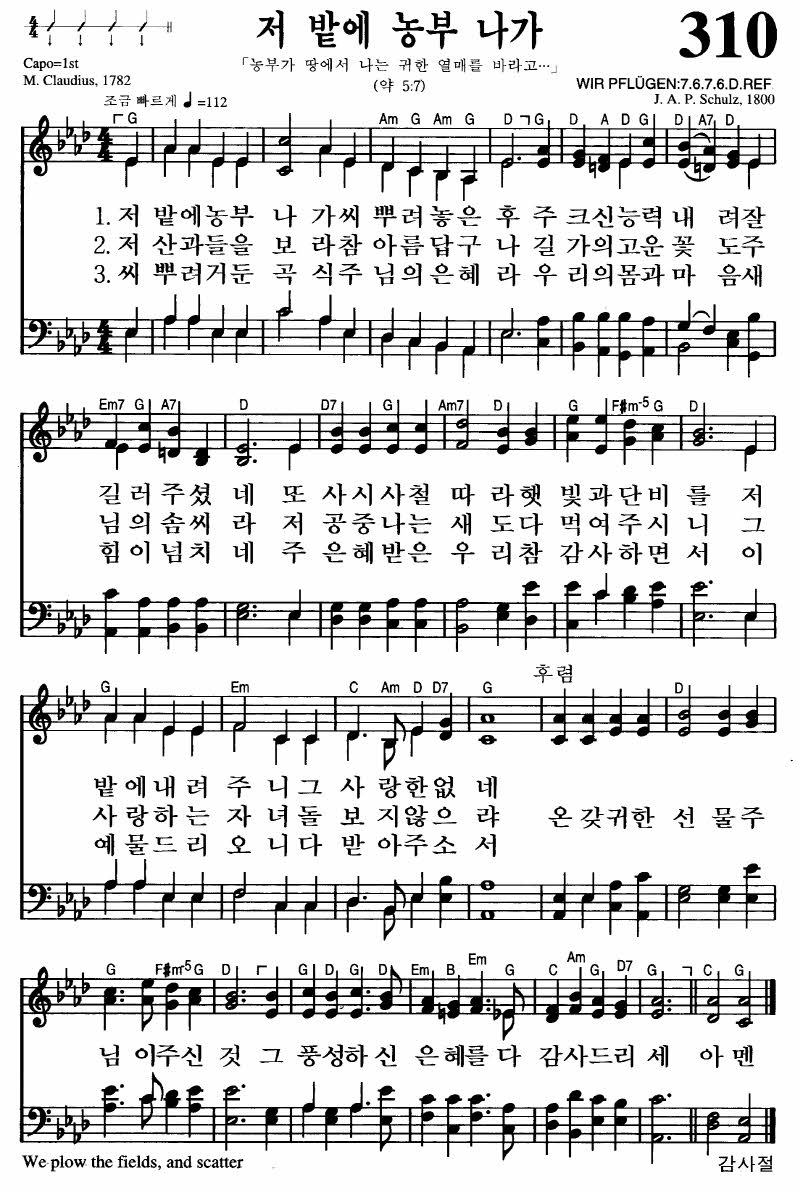 저 밭에 농부 나가
310
「농부가 땅에서 나는 귀한 열매를 바라고…」
(약 5:7)
Capo=1st
M. Claudius, 1782
WIR PFLÜGEN:7.6.7.6.D.REF.
J. A. P. Schulz, 1800
조금 빠르게 ♩=112
G Am G Am G D G D A D G D A7 D
1. 저 밭에농부 나 가씨 뿌려놓은 후 주 크신능력 내 려잘
2. 저 산과들을 보 라참 아름답구 나 길 가의고운 꽃 도주
3. 씨 뿌려거둔 곡 식주 님의은혜 라 우 리의몸과 마 음새
Em7 G A7 D D7 G Am7 D G F#m-5 G D
길 러 주셨 네 또 사시사철 따 라햇 빛과단비 를 저
님의솜씨 라 저 공중나는 새 도다 먹여주시 니 그
힘이넘치 네 주 은혜받은 우 리참 감사하면 서 이
G Em C Am D D7 G 후렴 D
밭에내려 주 니그 사 랑한없 네
사랑하는 자 녀돌 보 지않으 랴 온갖귀한 선 물주
예물드리 오 니다 받 아주소 서
G F#m-5 G D G D G D Em B Em G C Am D7 G C G
님 이주신 것 그 풍성하신 은혜를다 감사드리 세 아멘
We plow the fields, and scatter
감사절